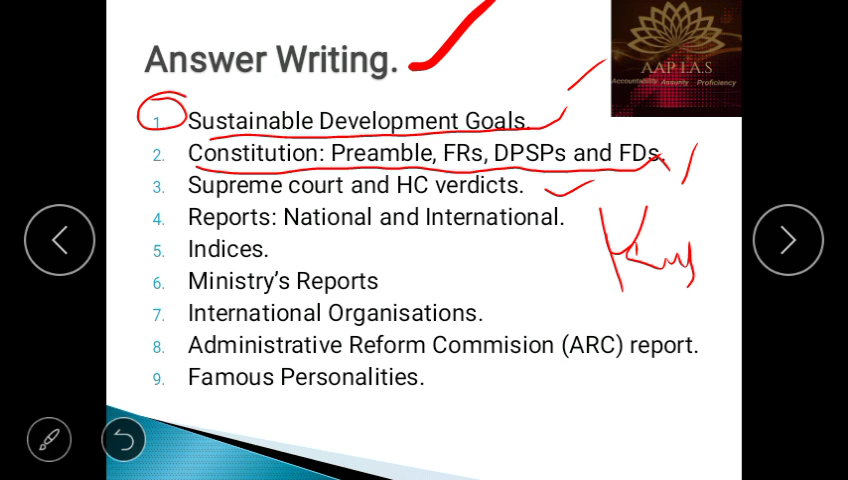 Answer Writing.
AAP I.A.S
Accountability Assurity Proficiency
1. Sustainable Development Goals.
2. Constitution: Preamble, FRs, DPSPs and FDs.
3. Supreme court and HC verdicts.
4. Reports: National and International.
5. Indices.
6. Ministry's Reports
7. International Organisations.
8. Administrative Reform Commision (ARC) report.
9. Famous Personalities.